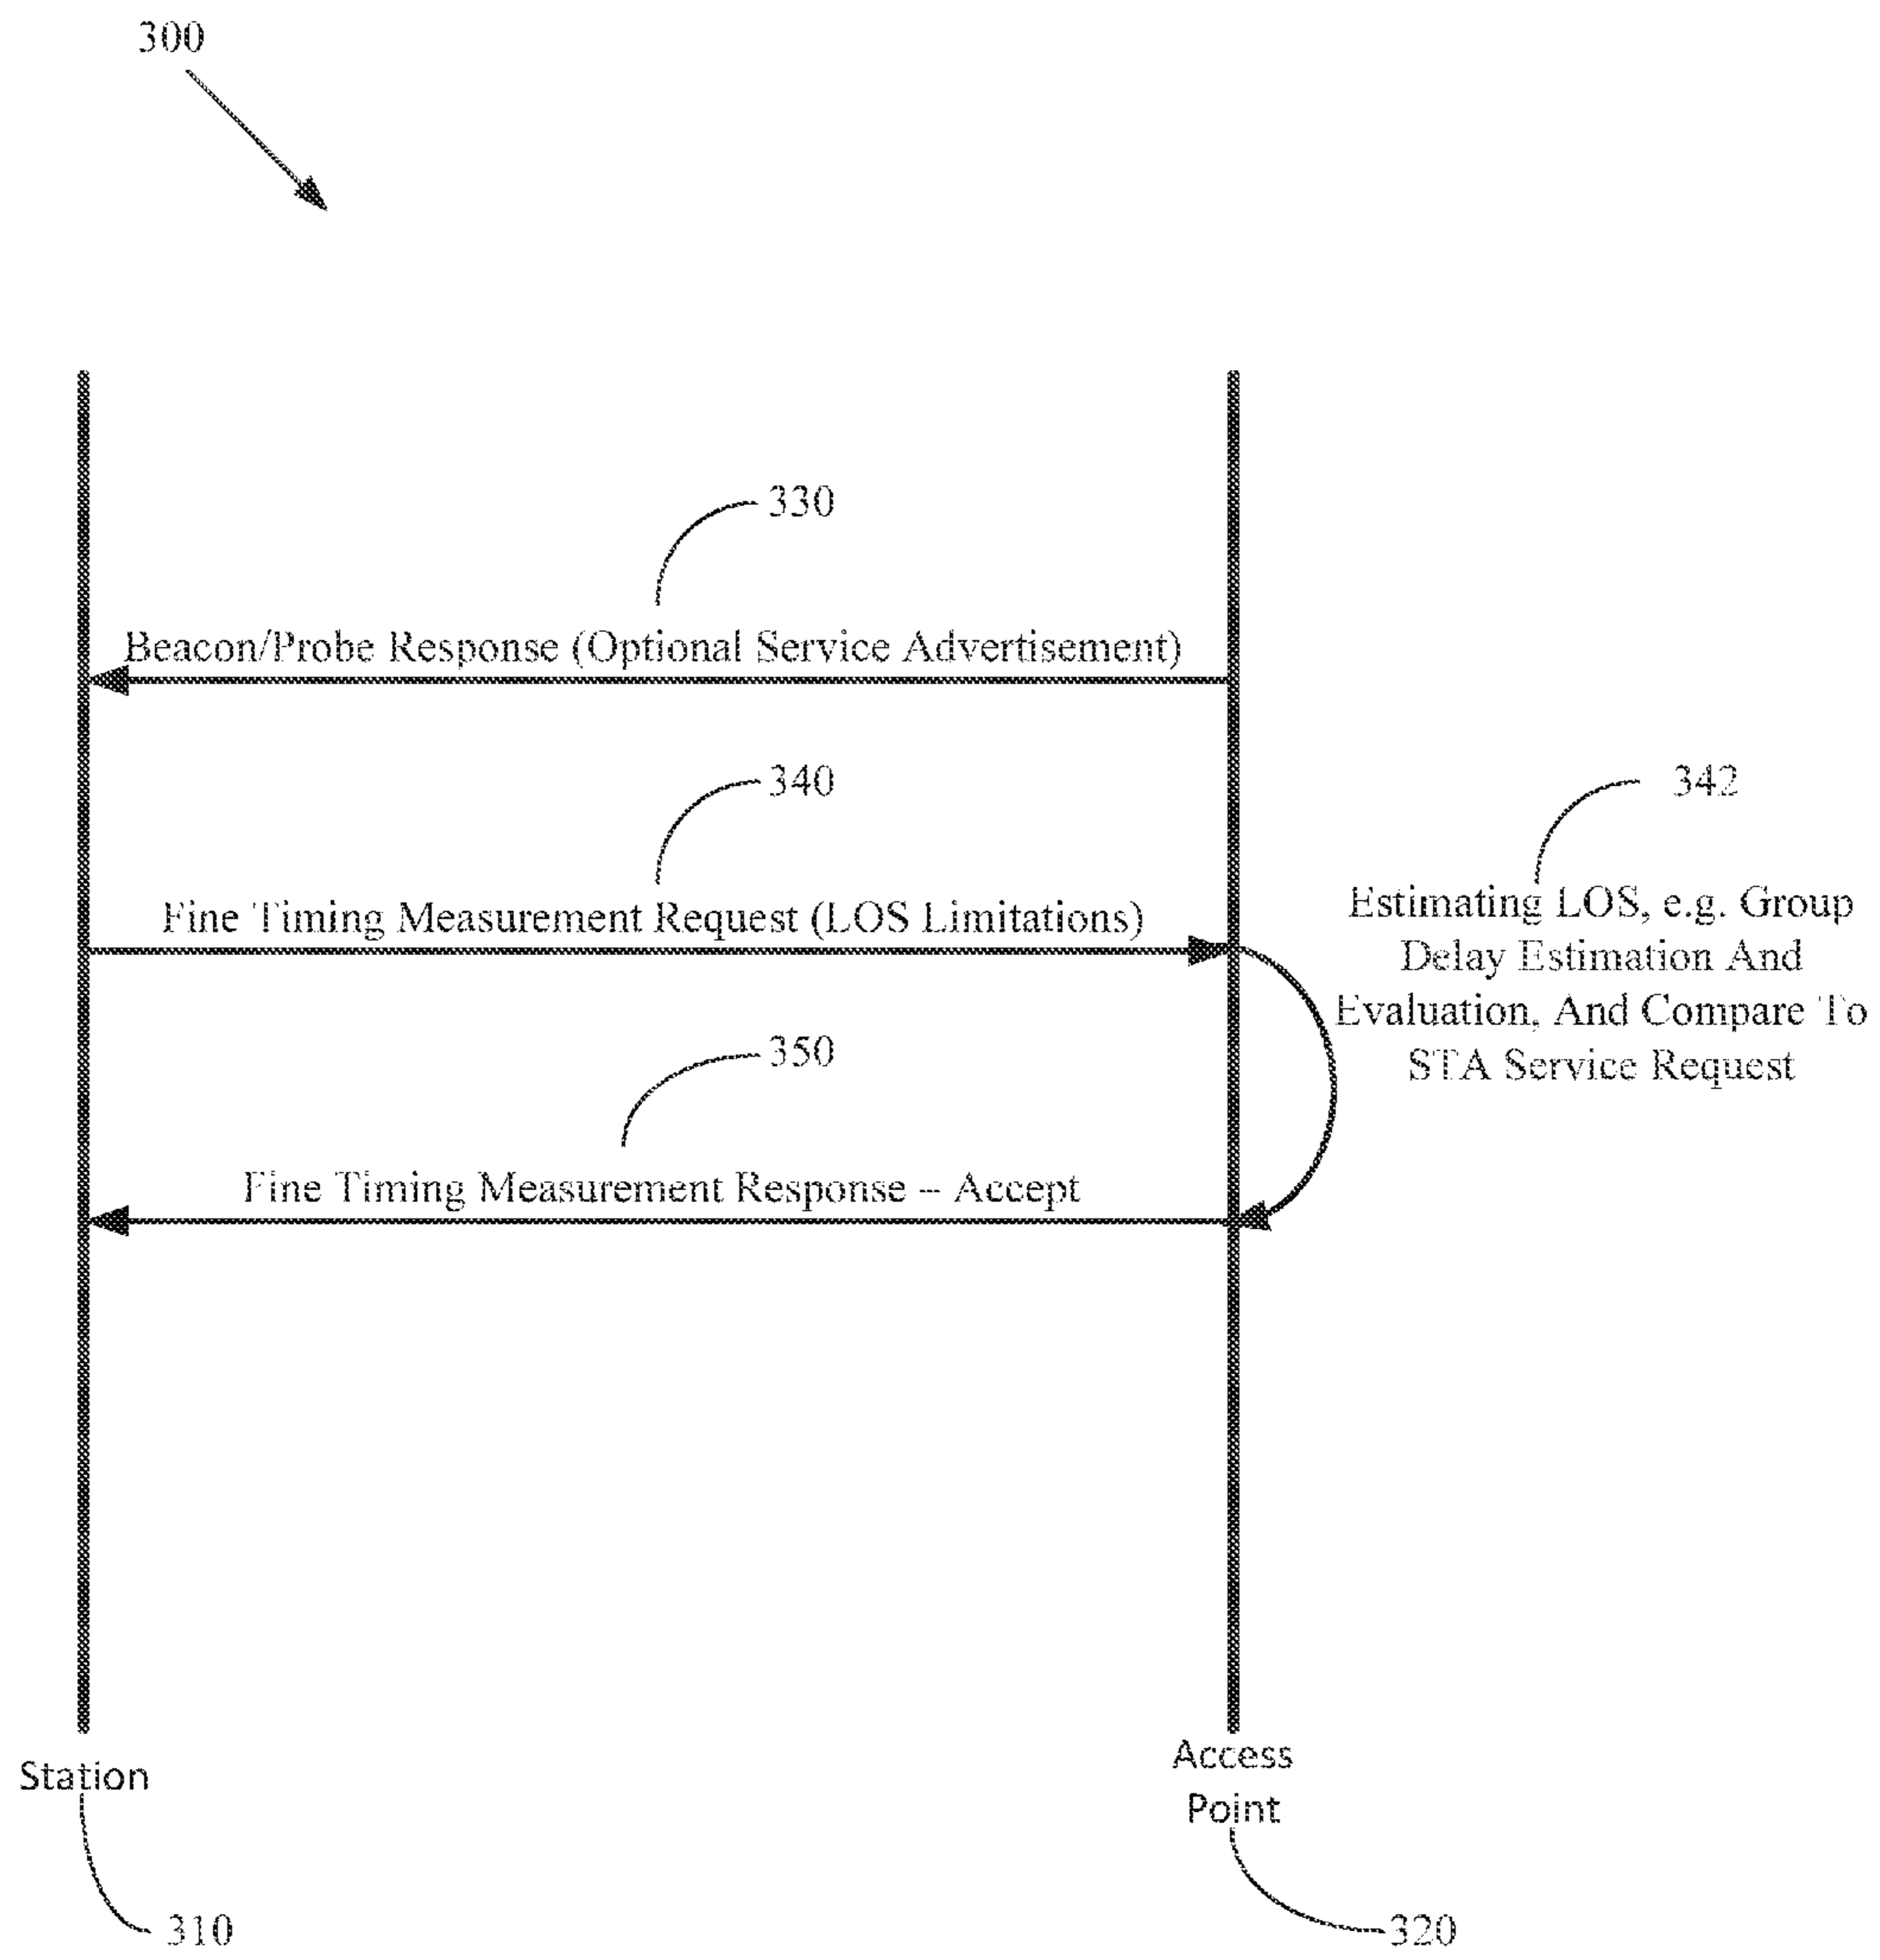 300
330
Beacon/Probe Response (Optional Service Advertisement)
340
342
Fine Timing Measurement Request (LOS Limitations)
Estimating LOS, e.g. Group
Delay Estimation And
Evaluation, And Compare To
STA Service Request
350
Fine Timing Measurement Response -- Accept
Station
Access
Point
310
320